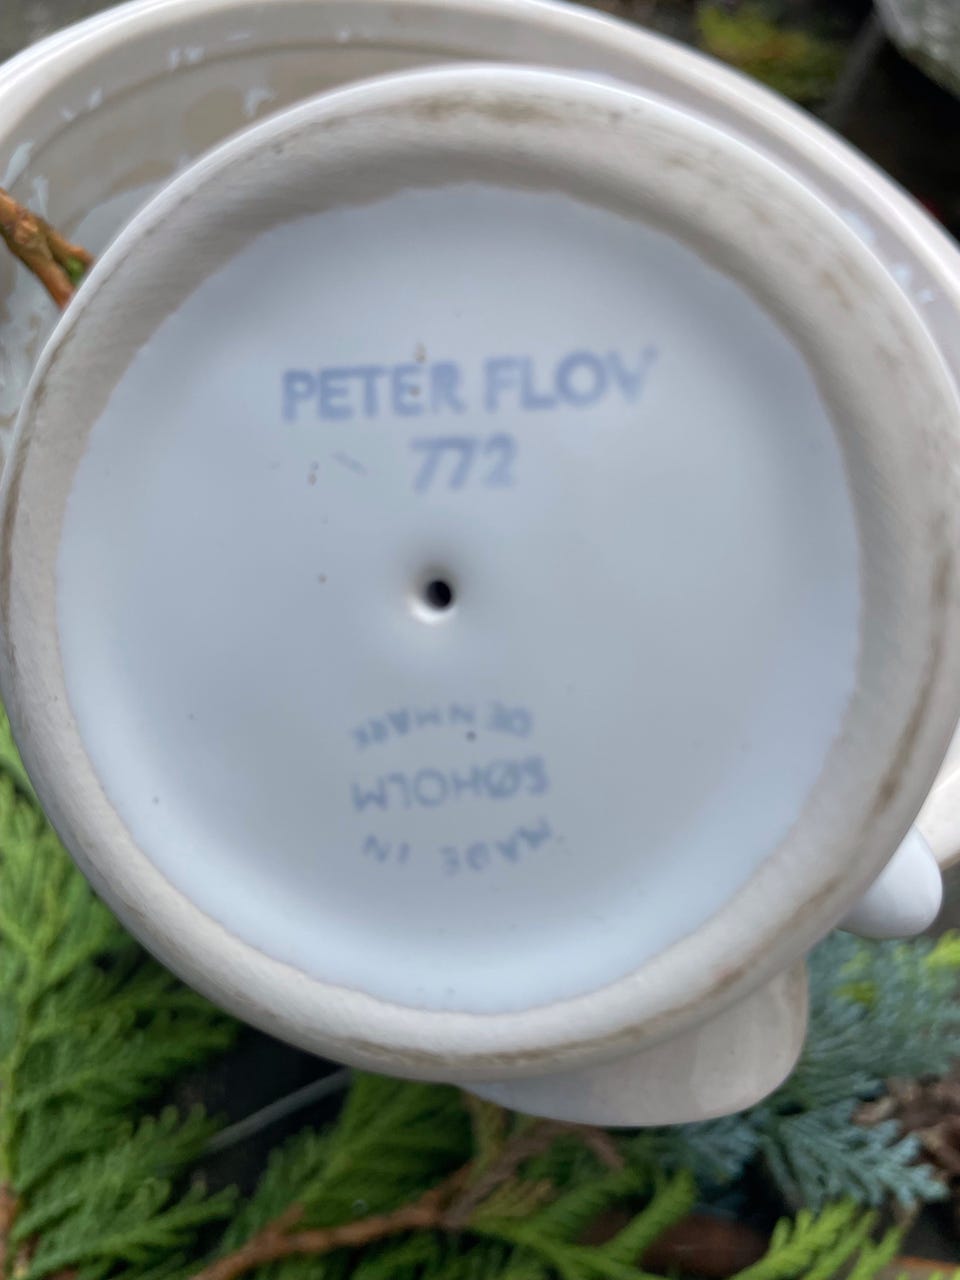 PETER FLOV
772
MADE IN
SØHOLM
DENMARK